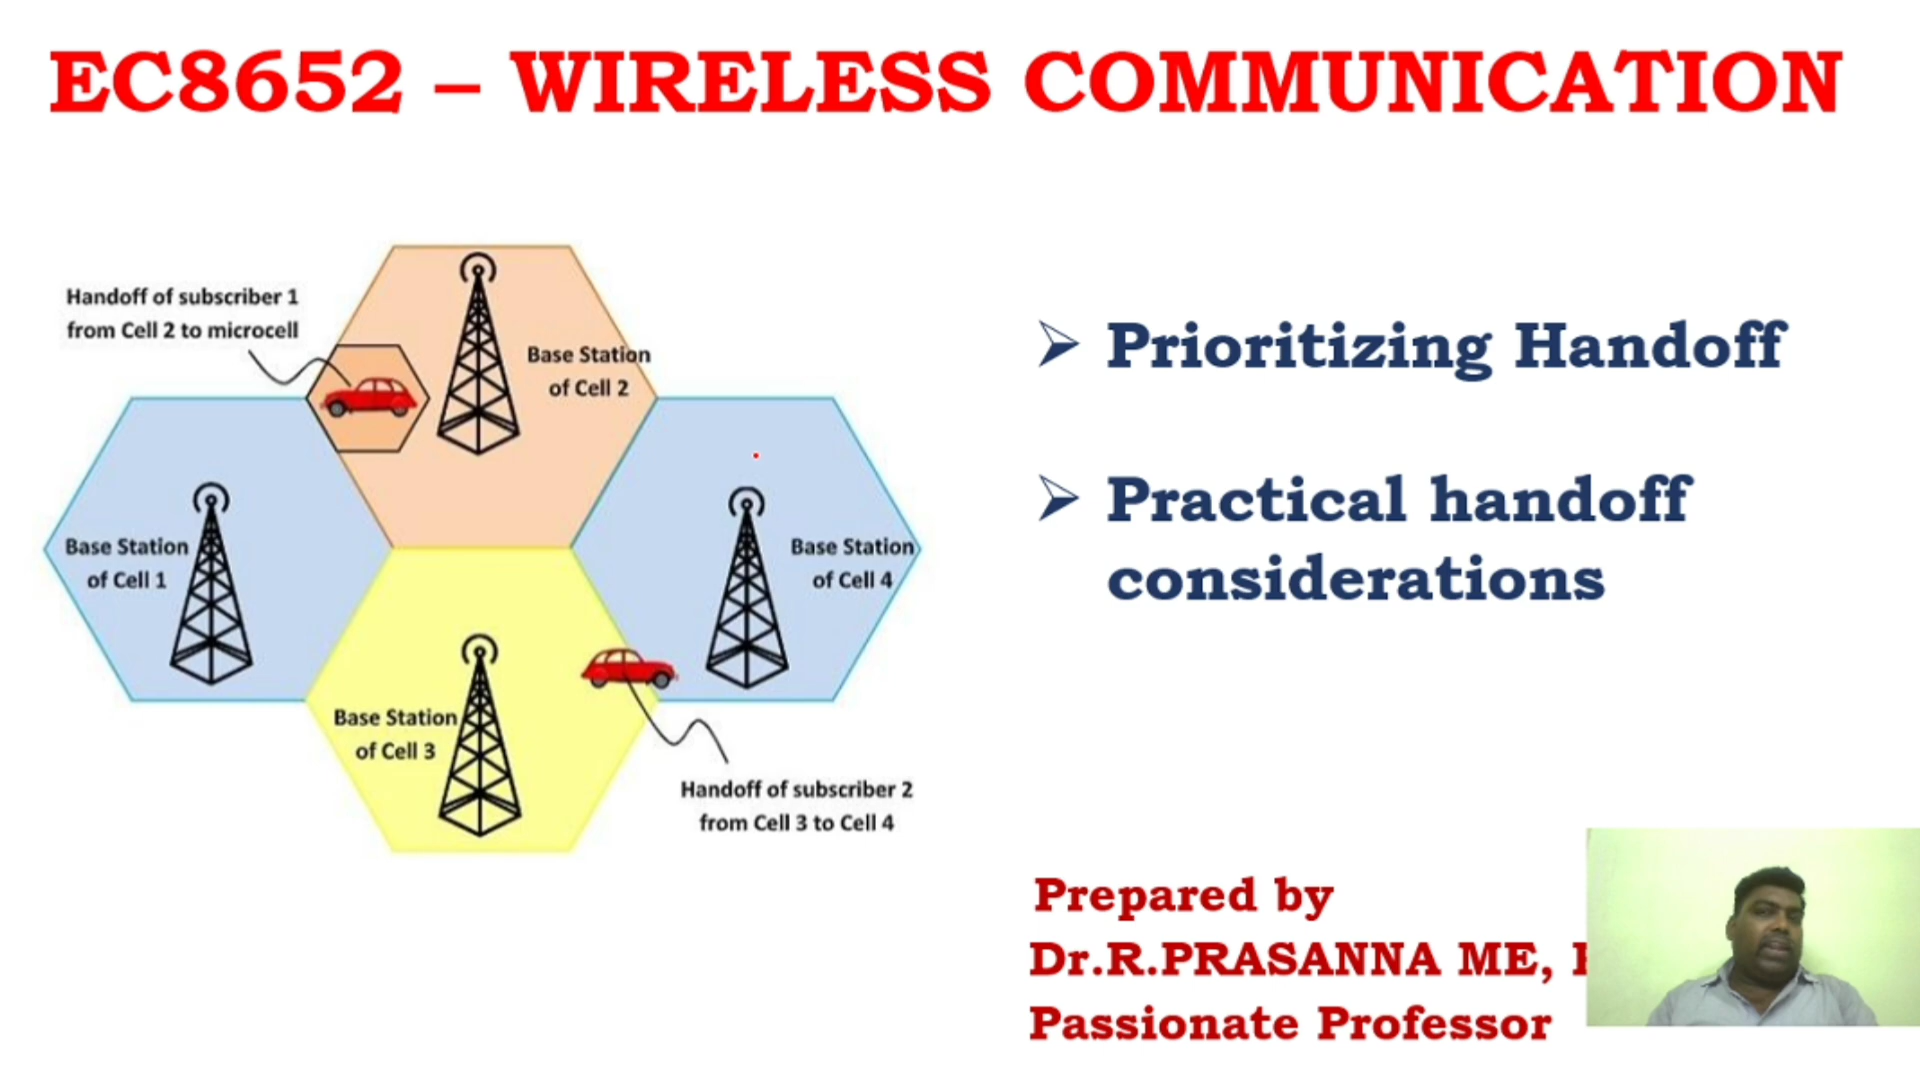 EC8652 – WIRELESS COMMUNICATION
Handoff of subscriber 1
from Cell 2 to microcell
Base Station
of Cell 2
Base Station
of Cell 1
Base Station
of Cell 4
Base Station
of Cell 3
Handoff of subscriber 2
from Cell 3 to Cell 4
➢ Prioritizing Handoff
➢ Practical handoff
considerations
Prepared by
Dr.R.PRASANNA ME,
Passionate Professor